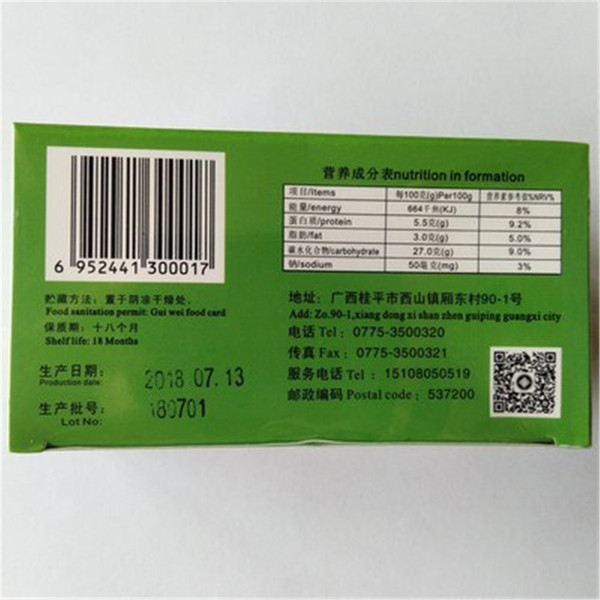 6 952441 300017
贮藏方法：置于阴凉干燥处。
Food sanitation permit: Gui wei food card
保质期：十八个月
Shelf life: 18 Months
生产日期：
Production date:
2018 07.13
生产批号：
Lot No:
180701
营养成分表nutrition in formation
项目/Items 每100克(g)Per100g 营养素参考值%NRV%
能量/energy 664千焦(KJ) 8%
蛋白质/protein 5.5克(g) 9.2%
脂肪/fat 3.0克(g) 5.0%
碳水化合物/carbohydrate 27.0克(g) 9.0%
钠/sodium 50毫克(mg) 3%
地址：广西桂平市西山镇厢东村90-1号
Add: Zo.90-1,xiang dong xi shan zhen guiping guangxi city
电话 Tel：0775-3500320
传真 Fax：0775-3500321
服务电话 Tel：15108050519
邮政编码 Postal code：537200